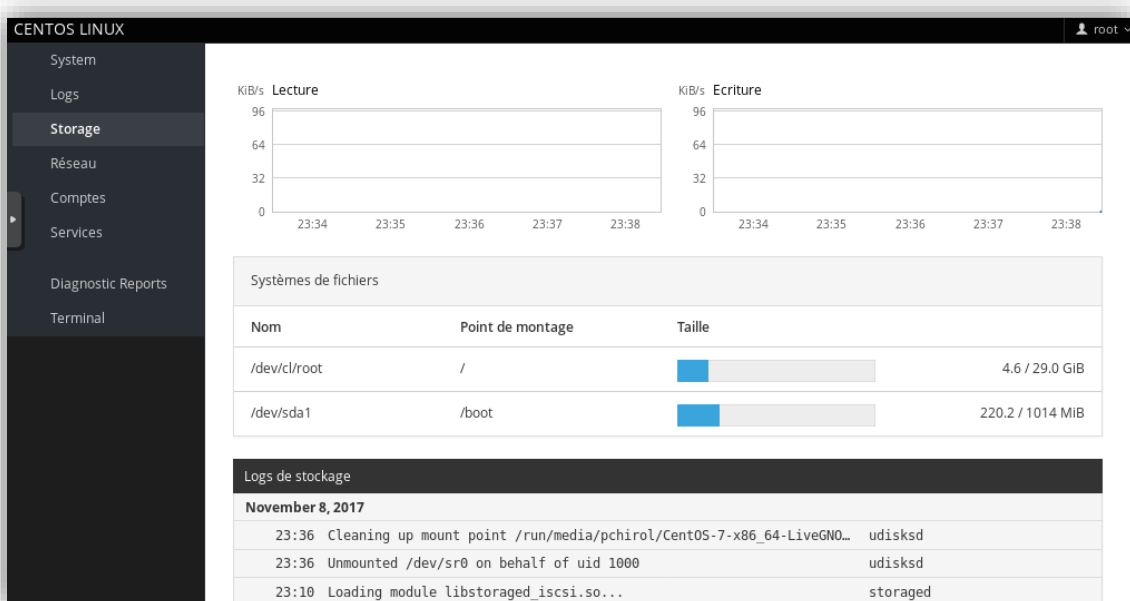 CENTOS LINUX
root
System
Logs
Storage
Réseau
Comptes
Services
Diagnostic Reports
Terminal
KiB/s Lecture
96
64
32
0
23:34 23:35 23:36 23:37 23:38
KiB/s Ecriture
96
64
32
0
23:34 23:35 23:36 23:37 23:38
Systèmes de fichiers
Nom Point de montage Taille
/dev/cl/root / 4.6 / 29.0 GiB
/dev/sda1 /boot 220.2 / 1014 MiB
Logs de stockage
November 8, 2017
23:36 Cleaning up mount point /run/media/pchirol/CentOS-7-x86_64-LiveGNO… udisksd
23:36 Unmounted /dev/sr0 on behalf of uid 1000 udisksd
23:10 Loading module libstoraged_iscsi.so... storaged